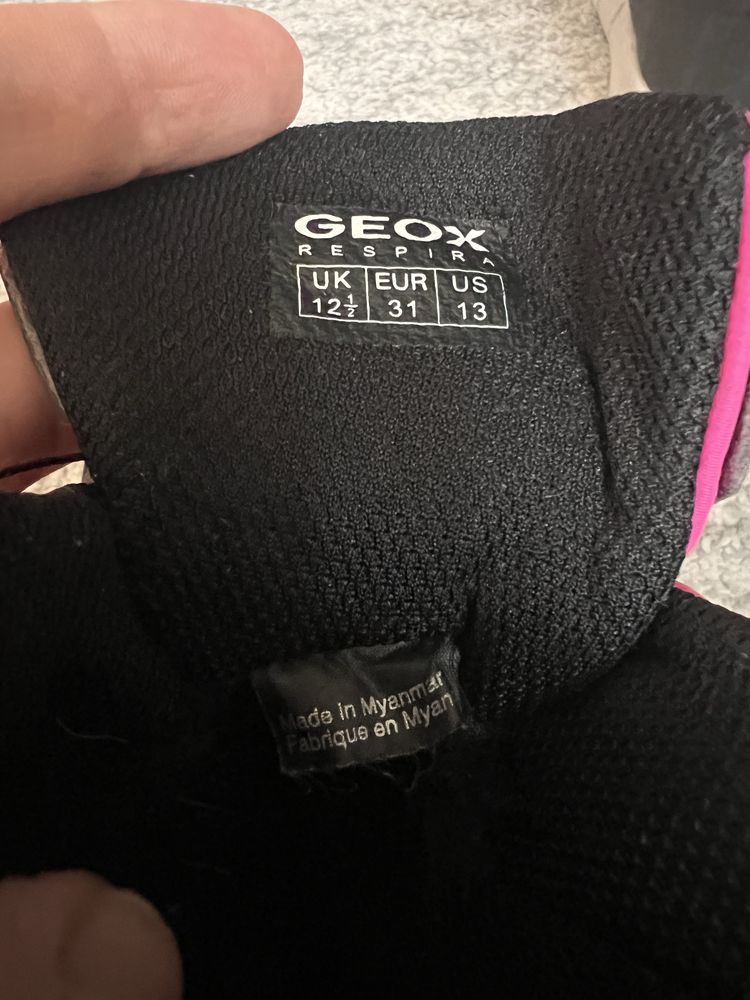 GEOX
RESPIRA
UK EUR US
12½ 31 13
Made in Myanmar
Fabrique en Myan